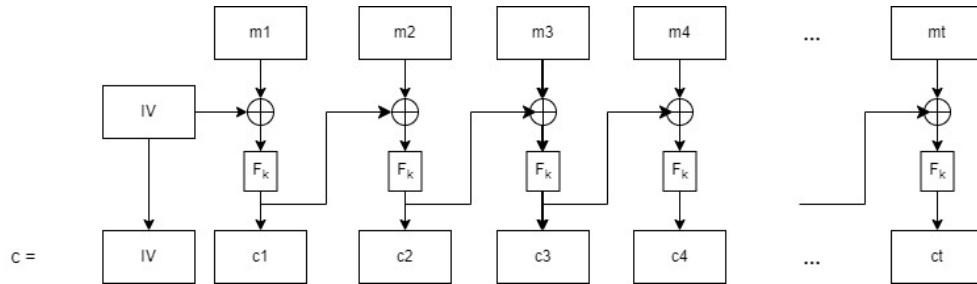 m1 m2 m3 m4 ... mt
IV
F_k F_k F_k F_k F_k
c = IV c1 c2 c3 c4 ... ct